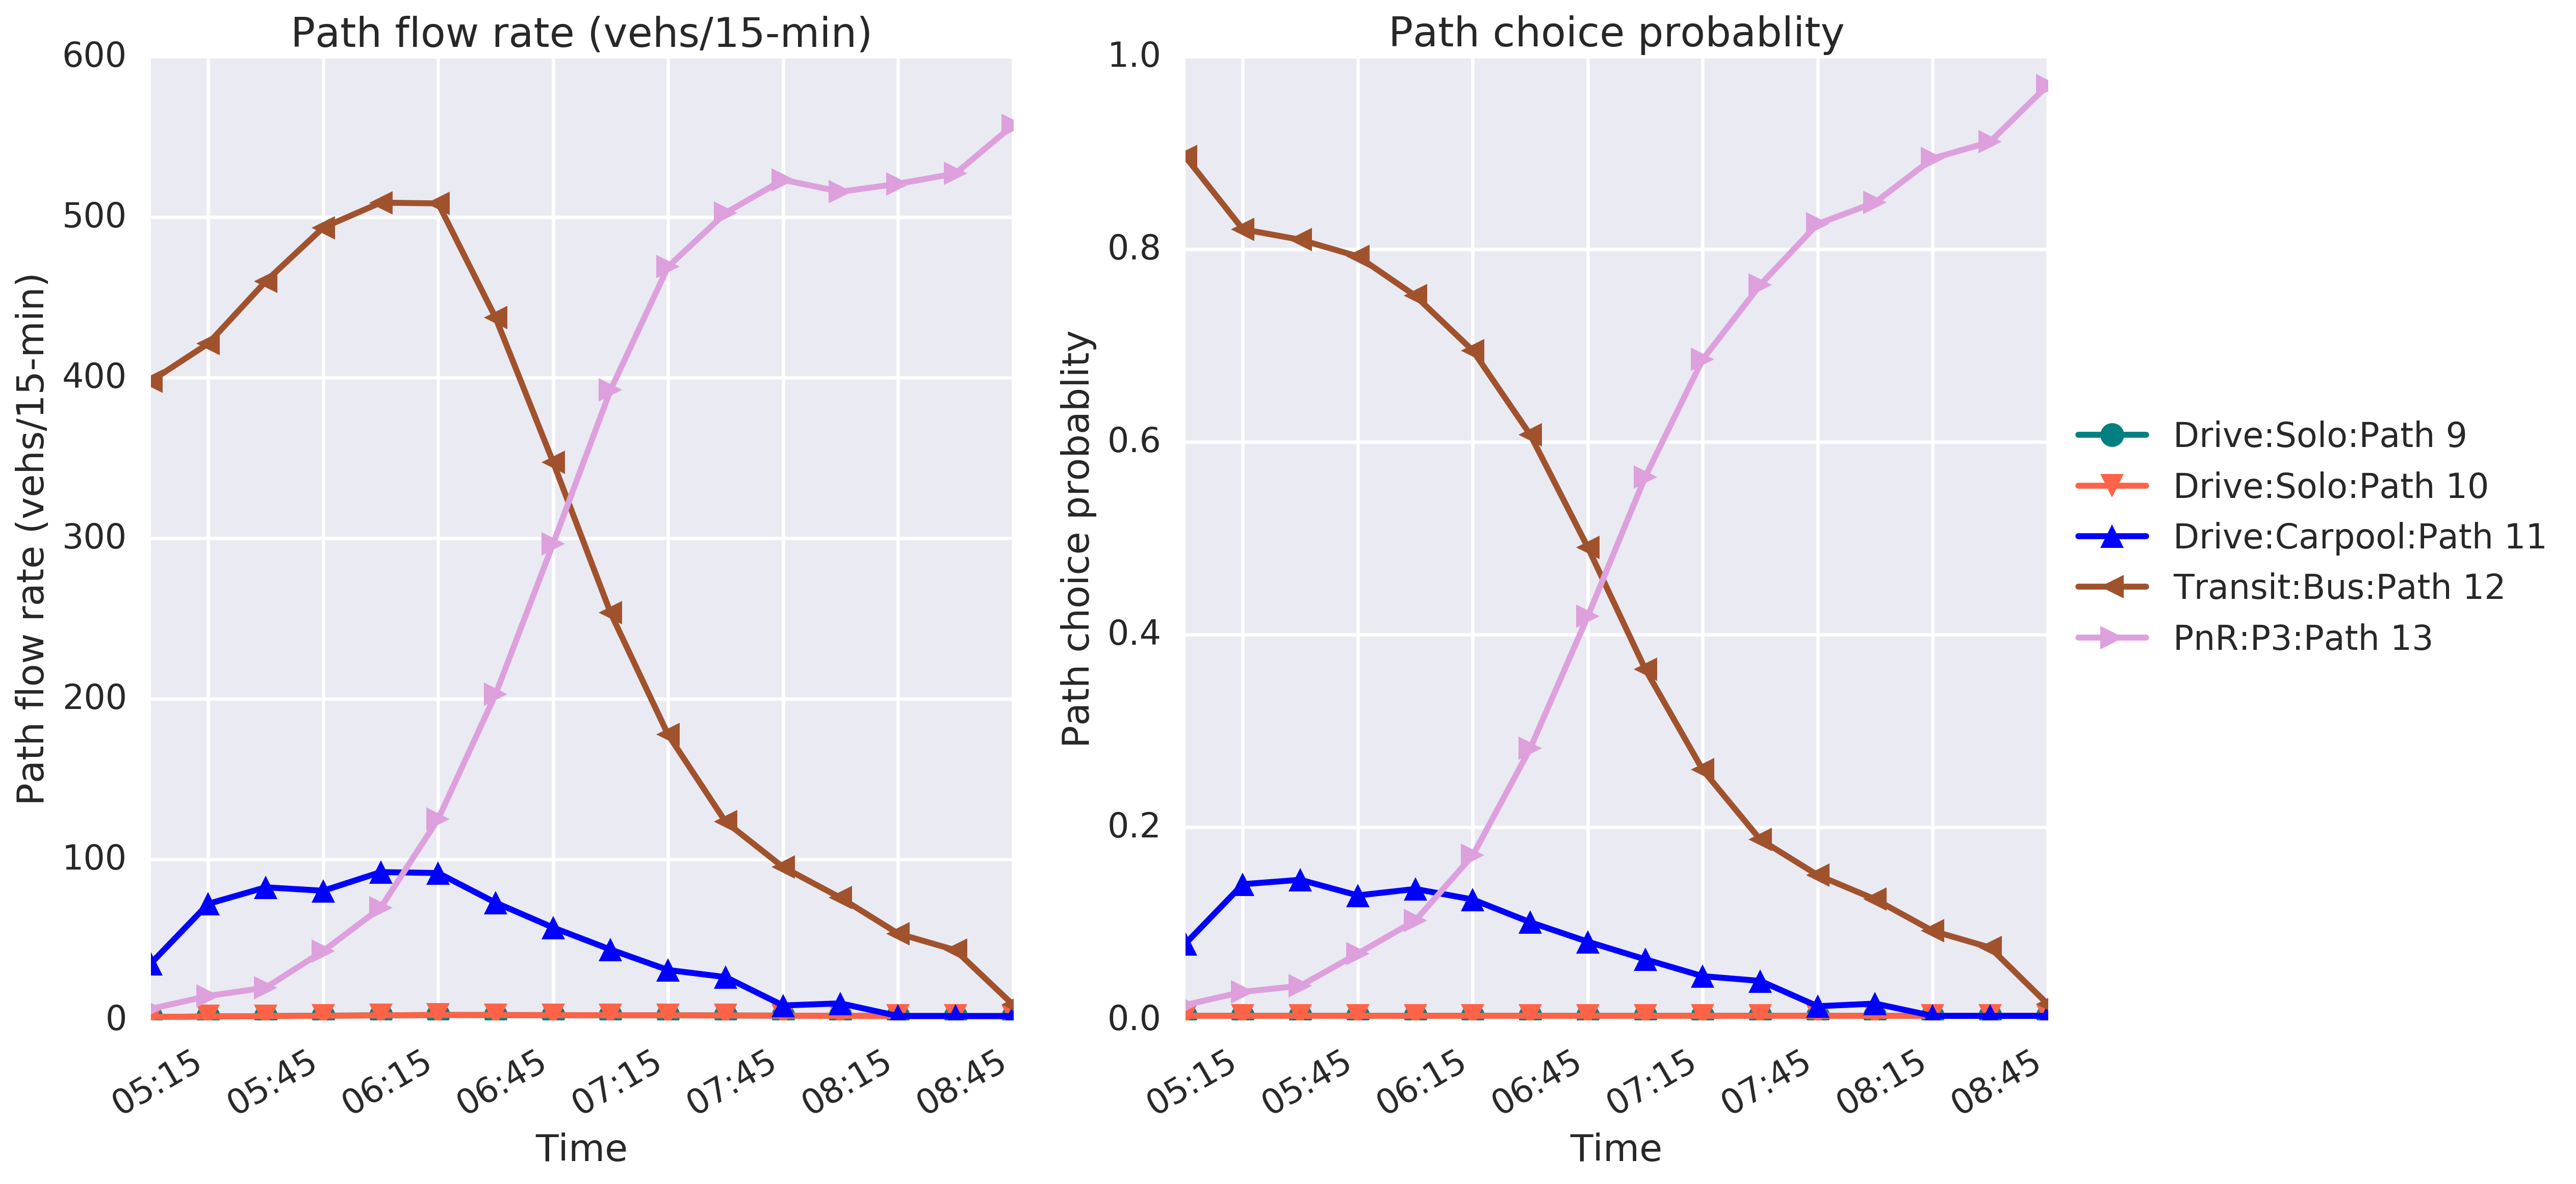 Path flow rate (vehs/15-min)
Path flow rate (vehs/15-min)
600
500
400
300
200
100
0
05:15
05:45
06:15
06:45
07:15
07:45
08:15
08:45
Time
Path choice probablity
Path choice probablity
1.0
0.8
0.6
0.4
0.2
0.0
05:15
05:45
06:15
06:45
07:15
07:45
08:15
08:45
Time
Drive:Solo:Path 9
Drive:Solo:Path 10
Drive:Carpool:Path 11
Transit:Bus:Path 12
PnR:P3:Path 13